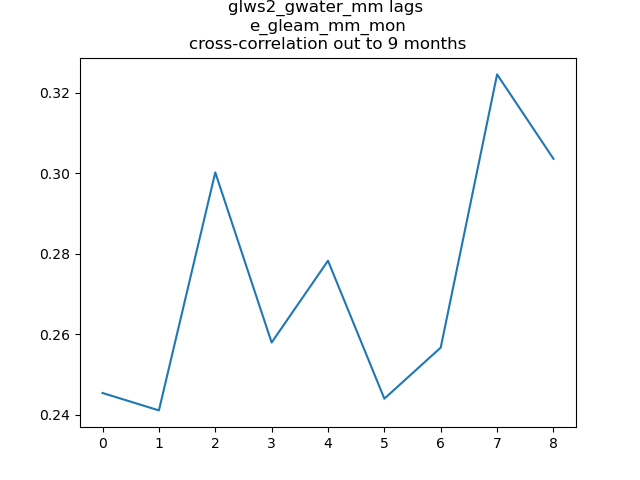 glws2_gwater_mm lags
e_gleam_mm_mon
cross-correlation out to 9 months
0.32
0.30
0.28
0.26
0.24
0 1 2 3 4 5 6 7 8